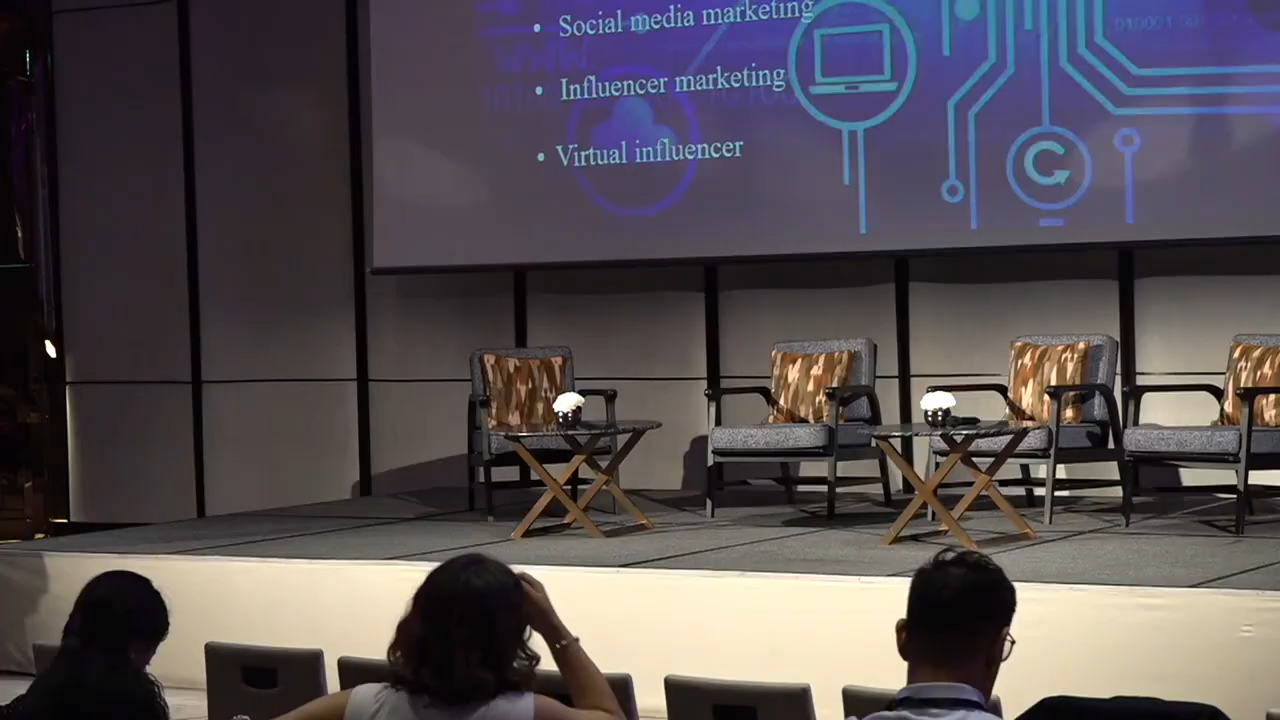 • Social media marketing
• Influencer marketing
• Virtual influencer